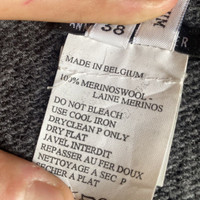 38
MADE IN BELGIUM
100% MERINOSWOOL -
LAINE MERINOS
DO NOT BLEACH
USE COOL IRON
DRYCLEAN P ONLY
DRY FLAT
JAVEL INTERDIT
REPASSER AU FER DOUX
NETTOYAGE A SEC P
SECHER A PLAT